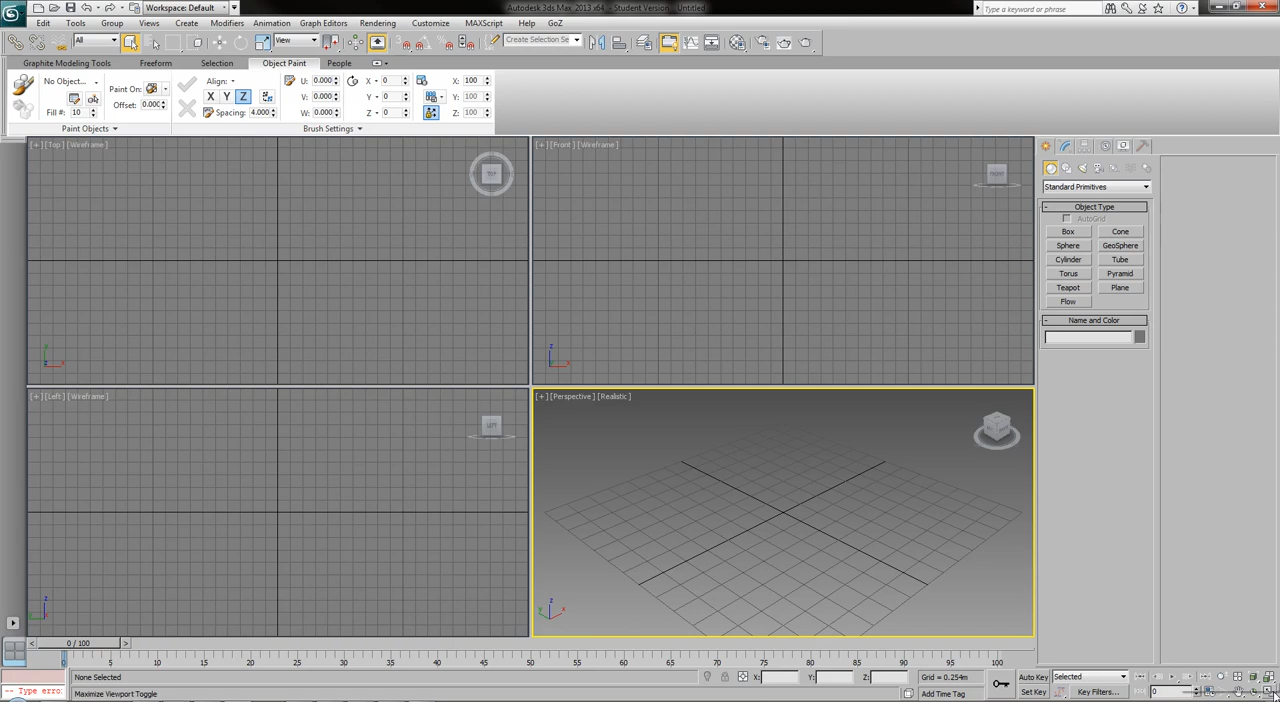 Workspace: Default
Autodesk 3ds Max 2013 x64 - Student Version Untitled
Type a keyword or phrase
Edit Tools Group Views Create Modifiers Animation Graph Editors Rendering Customize MAXScript Help GoZ
All View Create Selection Se
Graphite Modeling Tools Freeform Selection Object Paint People
No Object... Paint On: Align: U: 0.000 X 0 X: 100
Offset: 0.000 X Y Z V: 0.000 Y 0 Y: 100
Fill #: 10 Spacing: 4.000 W: 0.000 Z 0 Z: 100
Paint Objects Brush Settings
[+] [Top] [Wireframe]
TOP
[+] [Front] [Wireframe]
FRONT
Standard Primitives
- Object Type
AutoGrid
Box Cone
Sphere GeoSphere
Cylinder Tube
Torus Pyramid
Teapot Plane
Flow
- Name and Color
y
z x
z
x
[+] [Left] [Wireframe]
LEFT
[+] [Perspective] [Realistic]
z
y
z
y x
< 0 / 100 >
0 5 10 15 20 25 30 35 40 45 50 55 60 65 70 75 80 85 90 95 100
None Selected X: Y: Z: Grid = 0.254m Auto Key Selected
-- Type erro: Maximize Viewport Toggle Add Time Tag Set Key Key Filters... 0